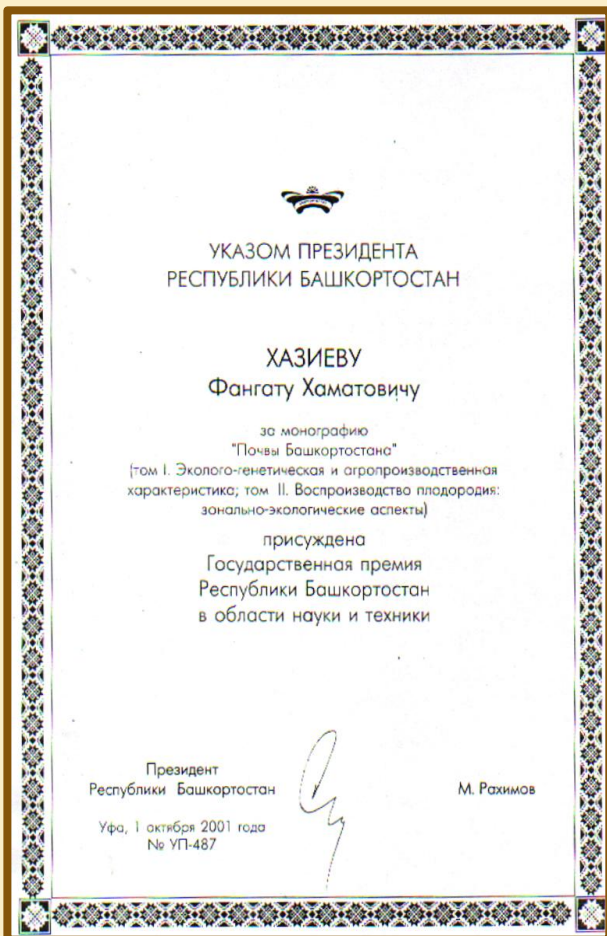 УКАЗОМ ПРЕЗИДЕНТА
РЕСПУБЛИКИ БАШКОРТОСТАН
ХАЗИЕВУ
Фангату Хаматовичу
за монографию
"Почвы Башкортостана"
(том I. Эколого-генетическая и агропроизводственная
характеристика; том II. Воспроизводство плодородия:
зонально-экологические аспекты)
присуждена
Государственная премия
Республики Башкортостан
в области науки и техники
Президент
Республики Башкортостан
М. Рахимов
Уфа, 1 октября 2001 года
№ УП-487